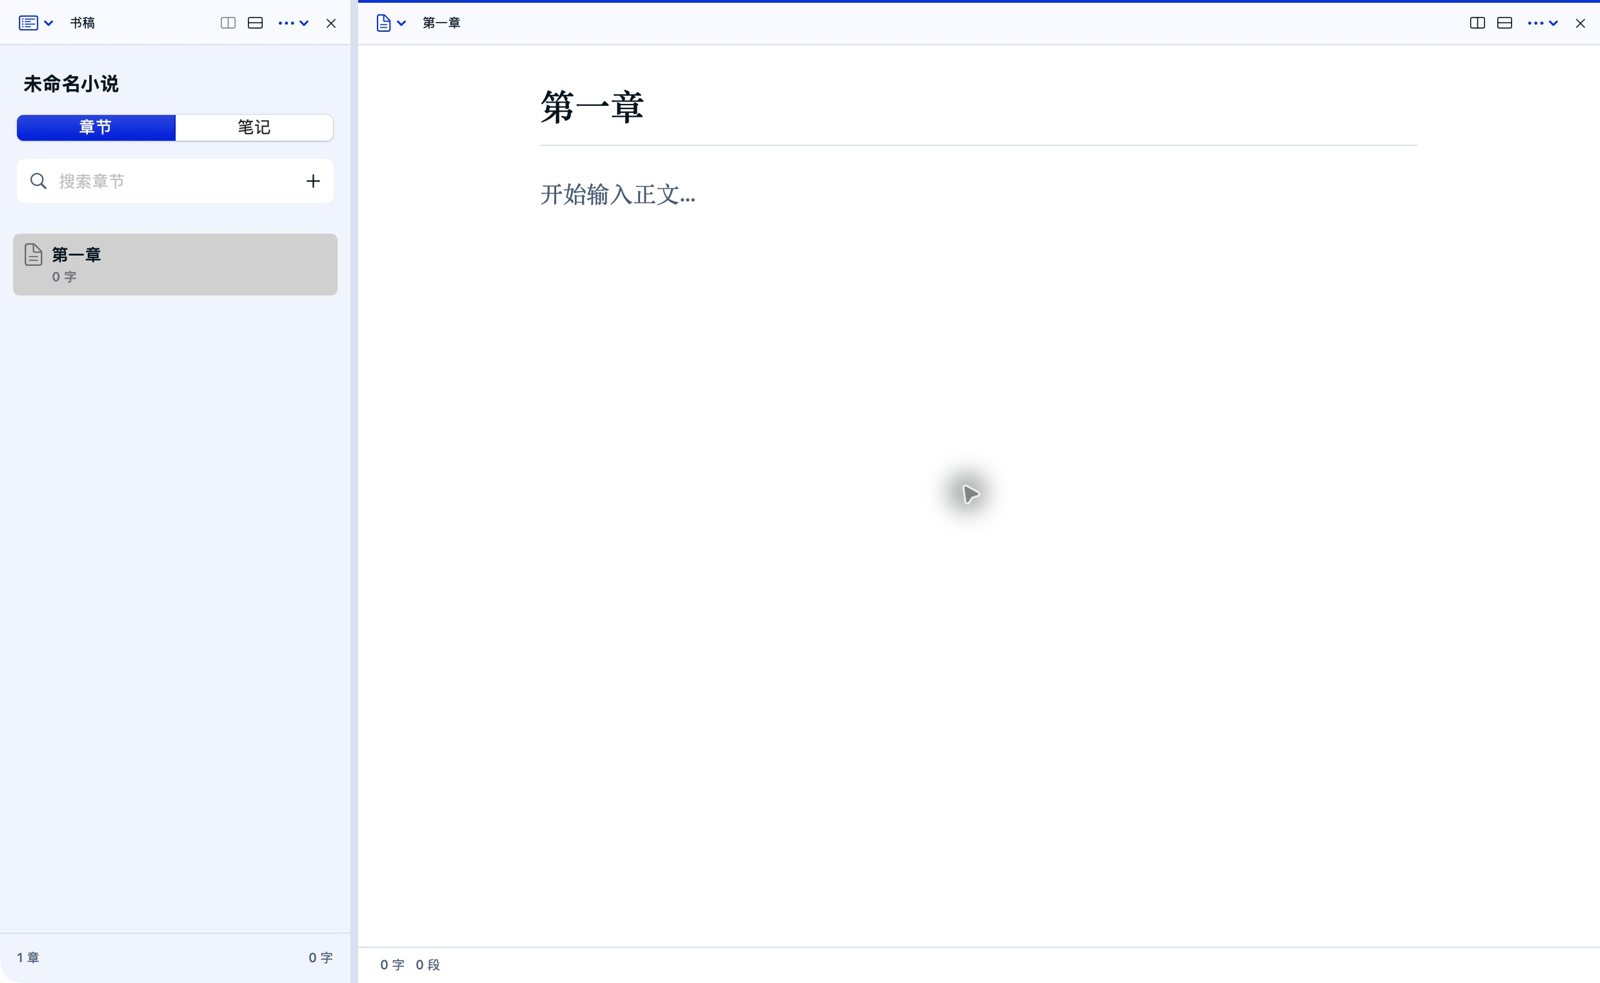 书稿
未命名小说
章节 笔记
搜索章节
第一章
0 字
1 章 0 字
第一章
第一章
开始输入正文...
0 字 0 段